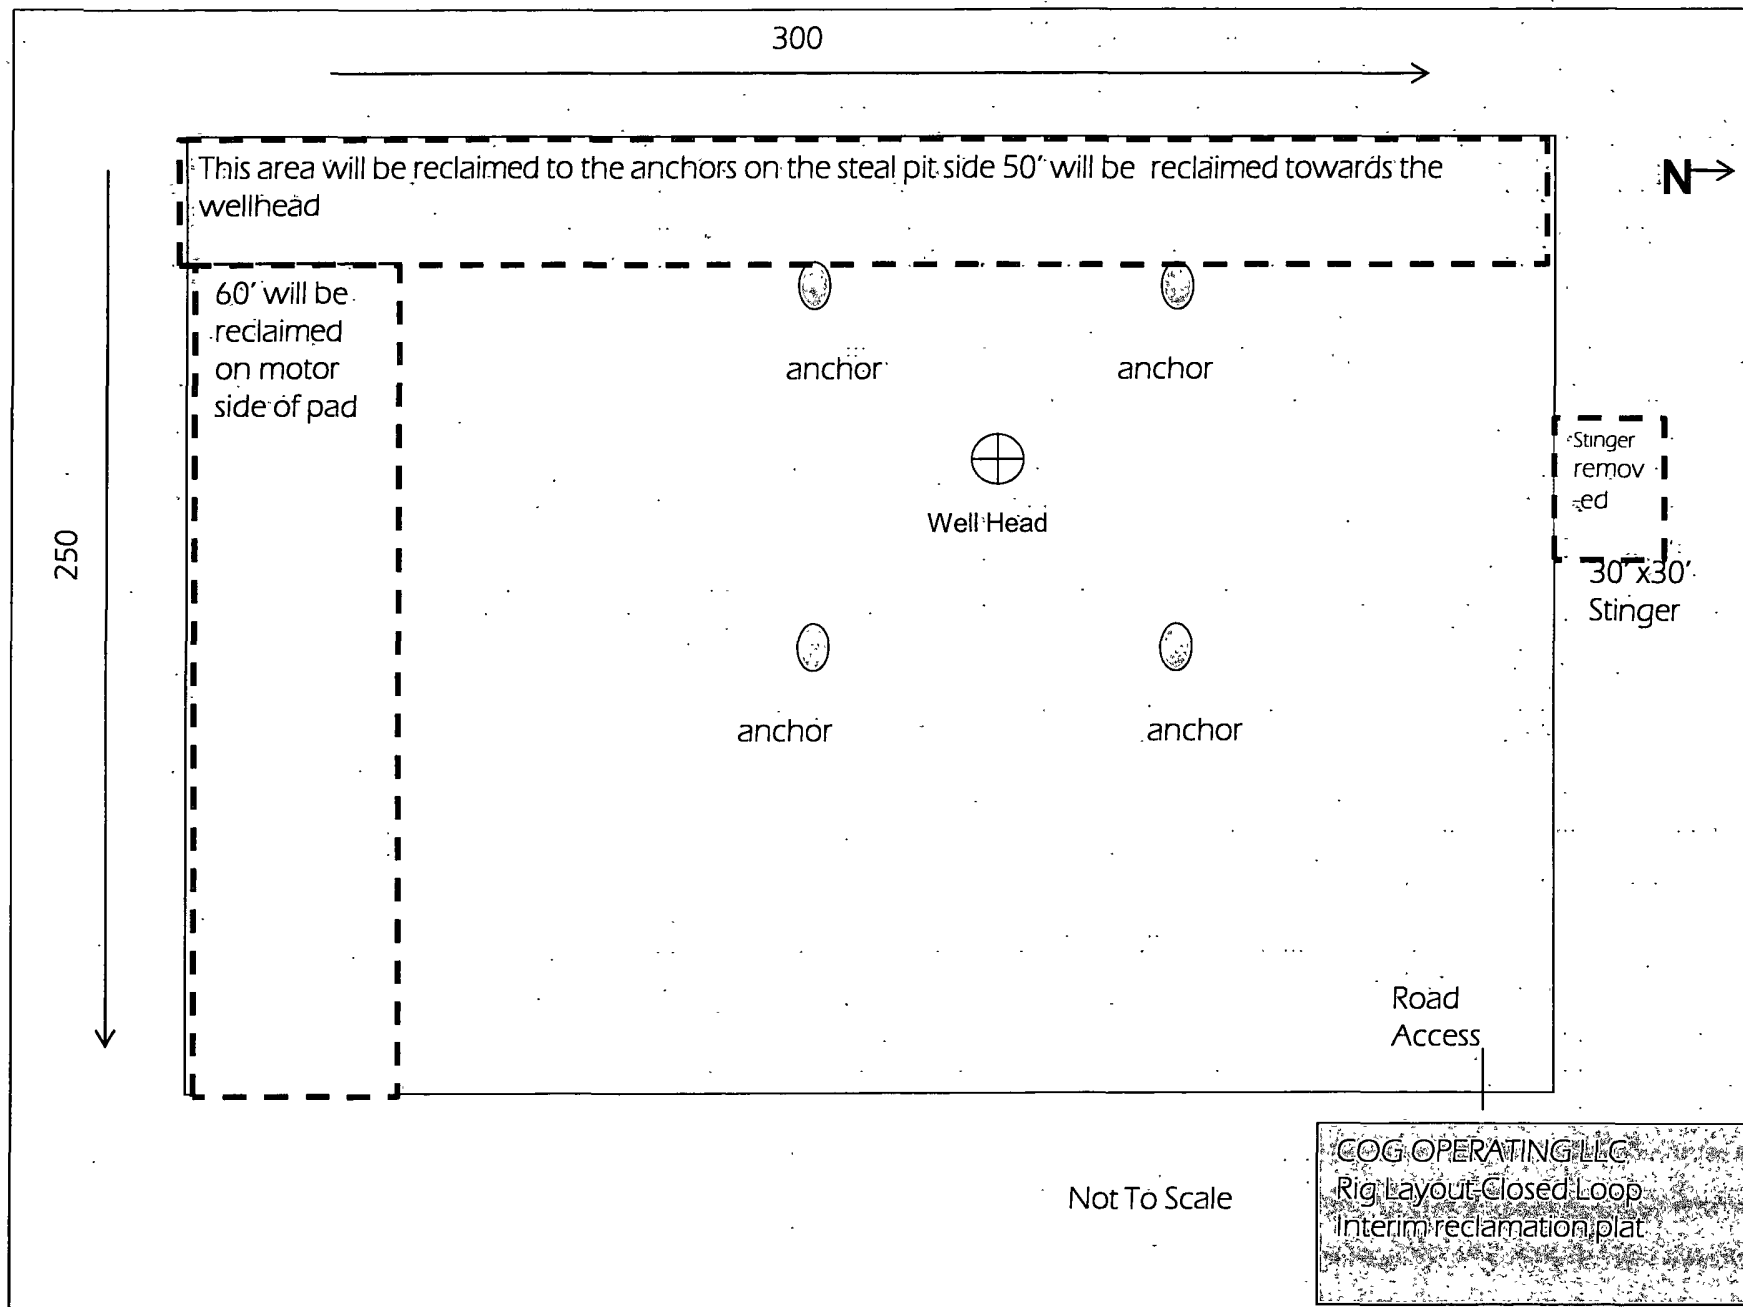 300
This area will be reclaimed to the anchors on the steal pit side 50' will be reclaimed towards the
wellhead
N
60' will be
reclaimed
on motor
side of pad
anchor
anchor
Stinger
remov
ed
Well Head
250
30' x30'
Stinger
anchor
anchor
Road
Access
Not To Scale
COG OPERATING LLC
Rig Layout-Closed Loop
Interim reclamation plat